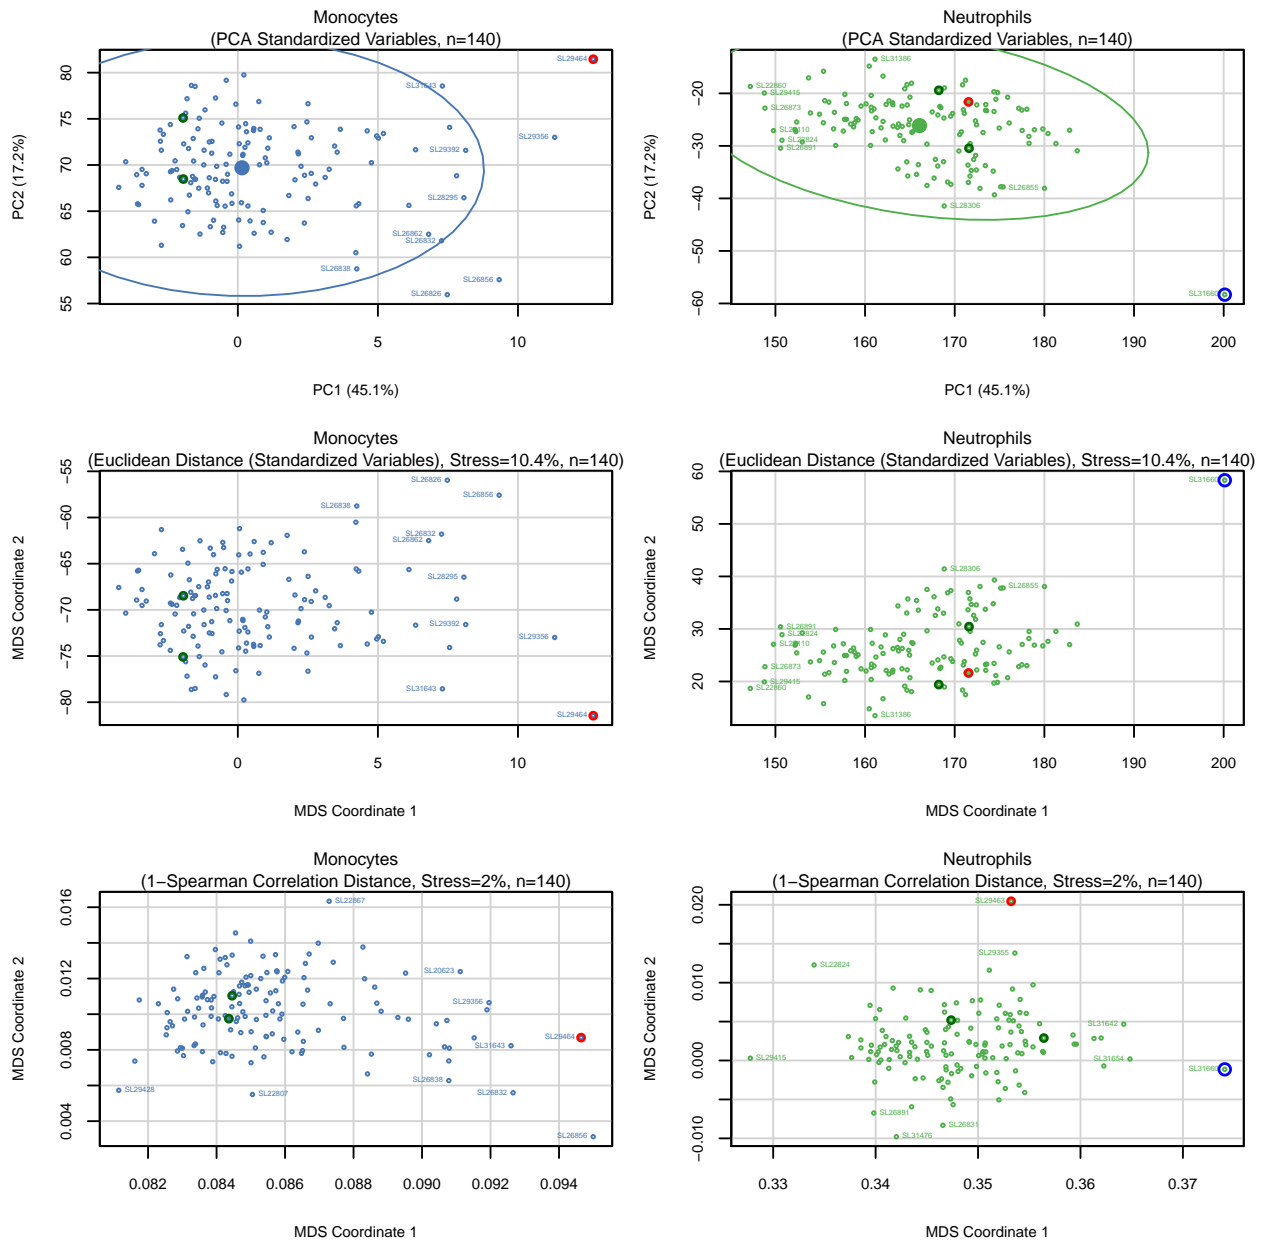 Monocytes
(PCA Standardized Variables, n=140)
PC2 (17.2%)
80
75
70
65
60
55
SL29464
SL31643
SL29356
SL29392
SL28295
SL26862
SL26832
SL26838
SL26856
SL26826
0
5
10
PC1 (45.1%)
Neutrophils
(PCA Standardized Variables, n=140)
PC2 (17.2%)
−20
−30
−40
−50
−60
SL31386
SL22860
SL29415
SL26873
SL26891
SL26855
SL28306
SL31660
150
160
170
180
190
200
PC1 (45.1%)
Monocytes
(Euclidean Distance (Standardized Variables), Stress=10.4%, n=140)
MDS Coordinate 2
−55
−60
−65
−70
−75
−80
SL26826
SL26856
SL26838
SL26832
SL26862
SL28295
SL29392
SL29356
SL31643
SL29464
0
5
10
MDS Coordinate 1
Neutrophils
(Euclidean Distance (Standardized Variables), Stress=10.4%, n=140)
MDS Coordinate 2
60
50
40
30
20
SL31660
SL28306
SL26855
SL26891
SL26873
SL29415
SL22860
SL31386
150
160
170
180
190
200
MDS Coordinate 1
Monocytes
(1−Spearman Correlation Distance, Stress=2%, n=140)
MDS Coordinate 2
0.016
0.012
0.008
0.004
SL22867
SL20623
SL29356
SL29464
SL31643
SL26838
SL26832
SL29428
SL22807
SL26856
0.082
0.084
0.086
0.088
0.090
0.092
0.094
MDS Coordinate 1
Neutrophils
(1−Spearman Correlation Distance, Stress=2%, n=140)
MDS Coordinate 2
0.020
0.010
0.000
−0.010
SL29463
SL29355
SL22824
SL31642
SL29415
SL31654
SL31660
SL26891
SL26831
SL31476
0.33
0.34
0.35
0.36
0.37
MDS Coordinate 1